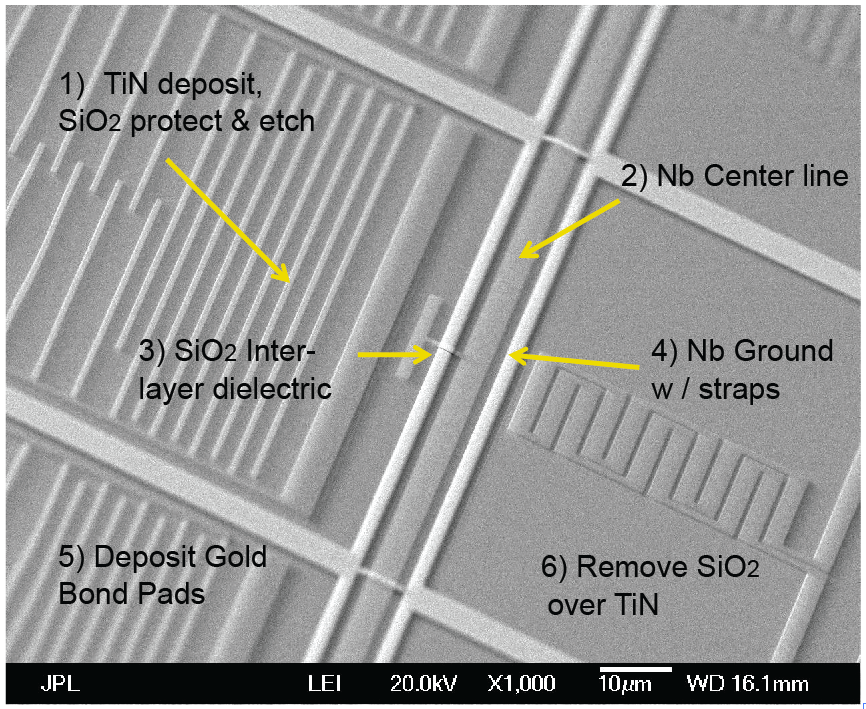 1) TiN deposit,
SiO2 protect & etch
2) Nb Center line
3) SiO2 Inter-
layer dielectric
4) Nb Ground
w / straps
5) Deposit Gold
Bond Pads
6) Remove SiO2
over TiN
JPL LEI 20.0kV X1,000 10µm WD 16.1mm